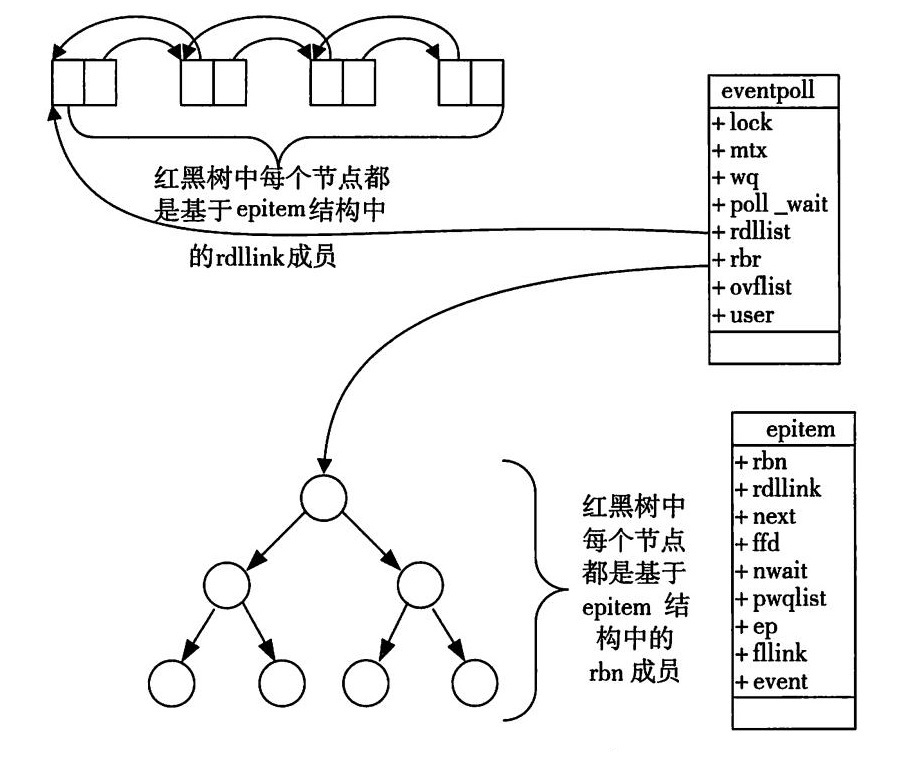 红黑树中每个节点都
是基于epitem结构中
的rdllink成员
eventpoll
+ lock
+ mtx
+ wq
+ poll _wait
+ rdllist
+ rbr
+ ovflist
+ user
红黑树中
每个节点
都是基于
epitem 结
构中的
rbn 成员
epitem
+ rbn
+ rdllink
+ next
+ ffd
+ nwait
+ pwqlist
+ ep
+ fllink
+ event